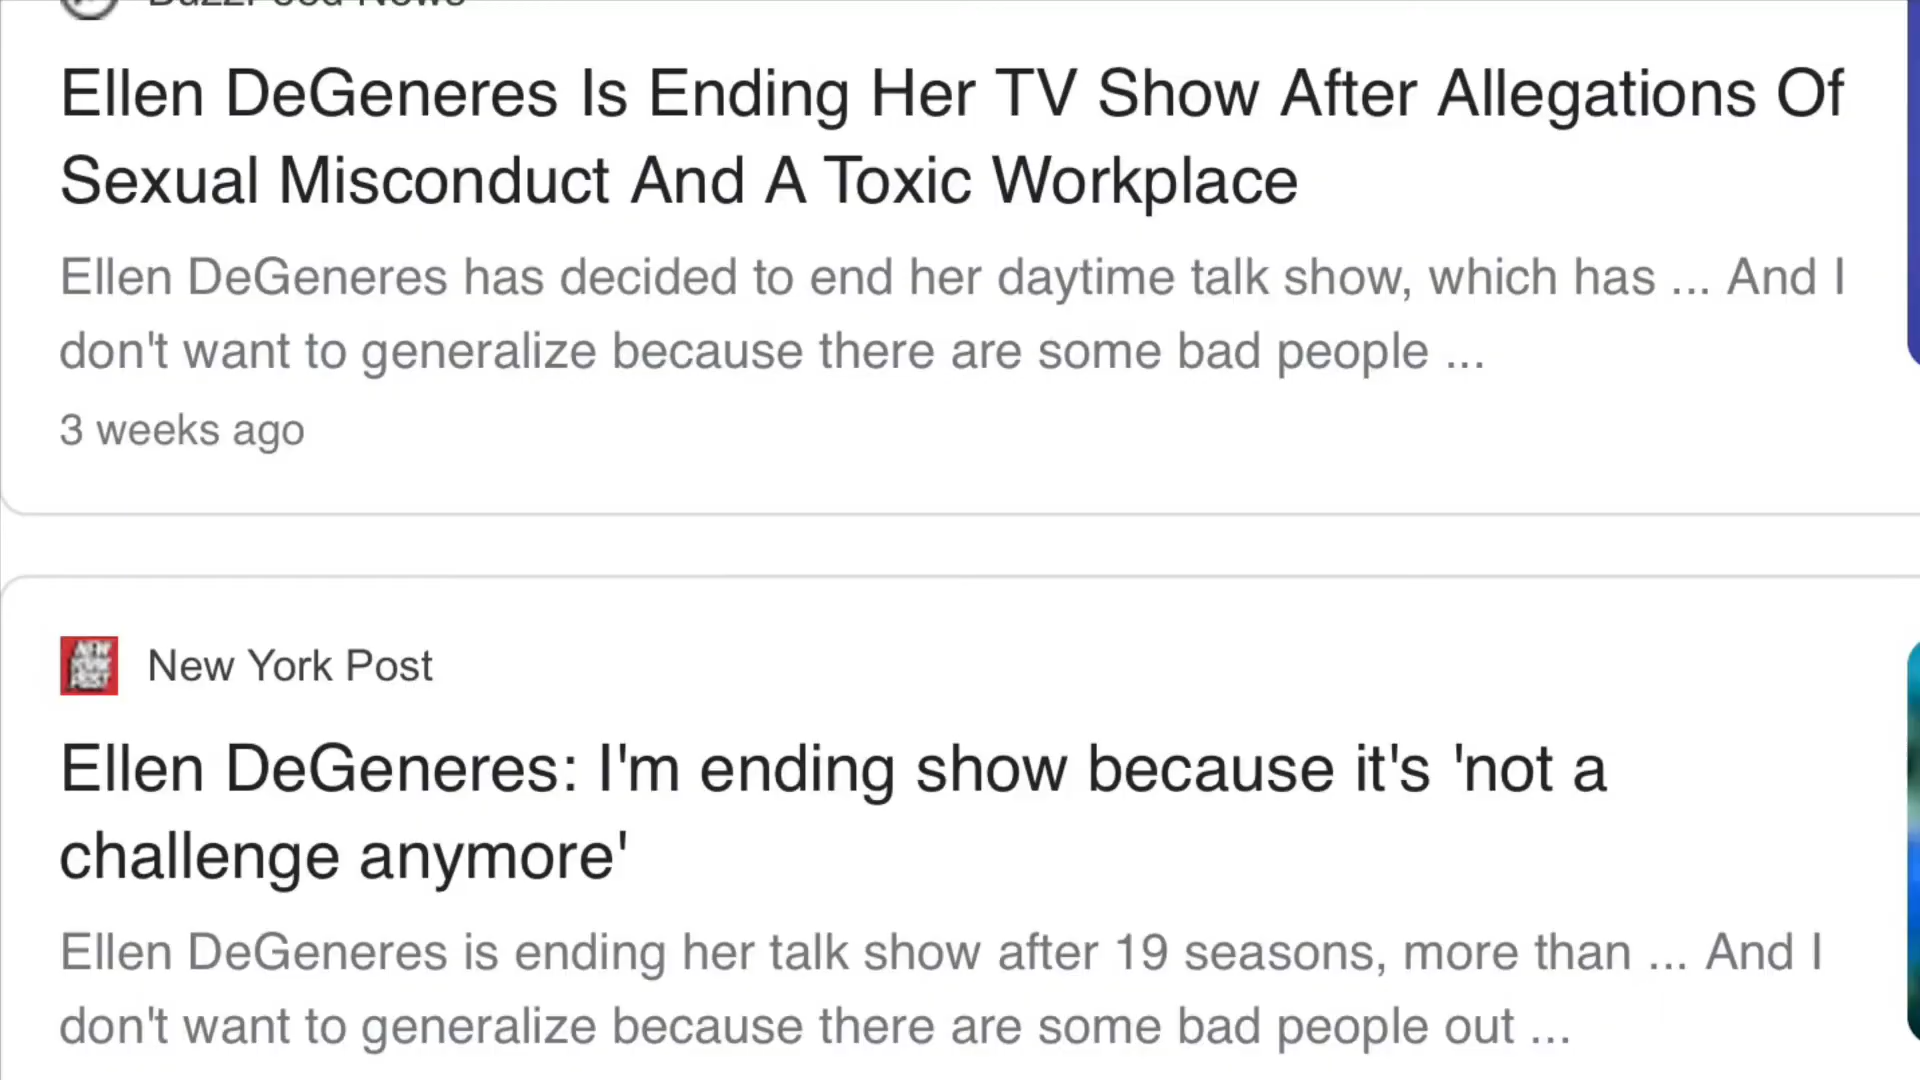 BuzzFeed News
Ellen DeGeneres Is Ending Her TV Show After Allegations Of
Sexual Misconduct And A Toxic Workplace
Ellen DeGeneres has decided to end her daytime talk show, which has ... And I
don't want to generalize because there are some bad people ...
3 weeks ago
New York Post
Ellen DeGeneres: I'm ending show because it's 'not a
challenge anymore'
Ellen DeGeneres is ending her talk show after 19 seasons, more than ... And I
don't want to generalize because there are some bad people out ...